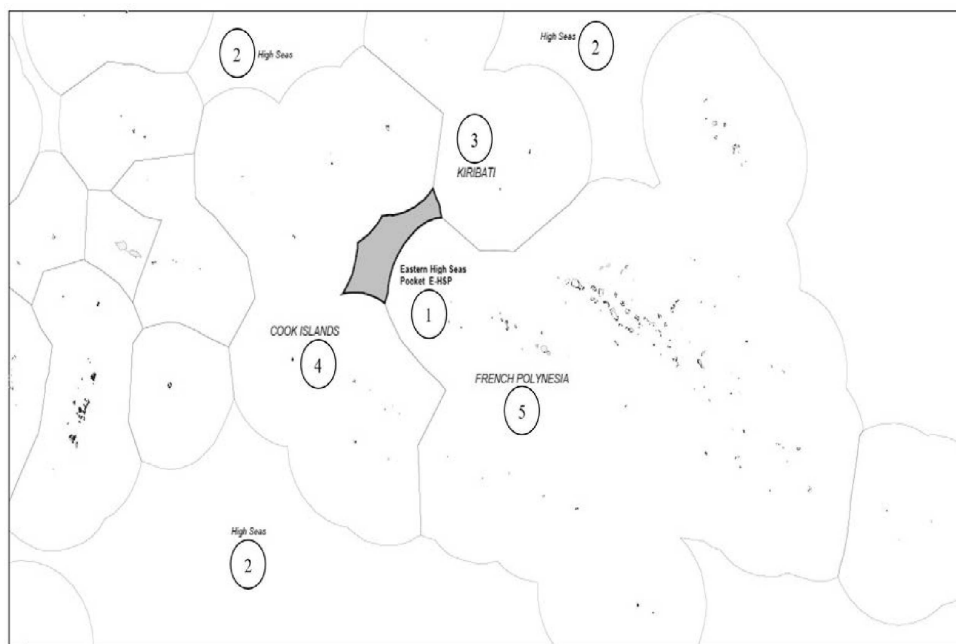 2
High Seas
High Seas
2
3
KIRIBATI
Eastern High Seas
Pocket E-HSP
1
COOK ISLANDS
4
FRENCH POLYNESIA
5
High Seas
2